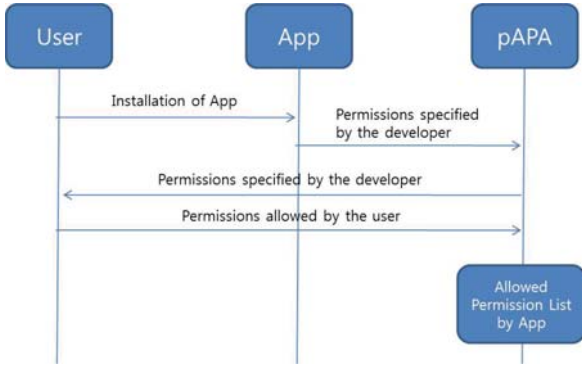 User
App
pAPA
Installation of App
Permissions specified
by the developer
Permissions specified by the developer
Permissions allowed by the user
Allowed
Permission List
by App